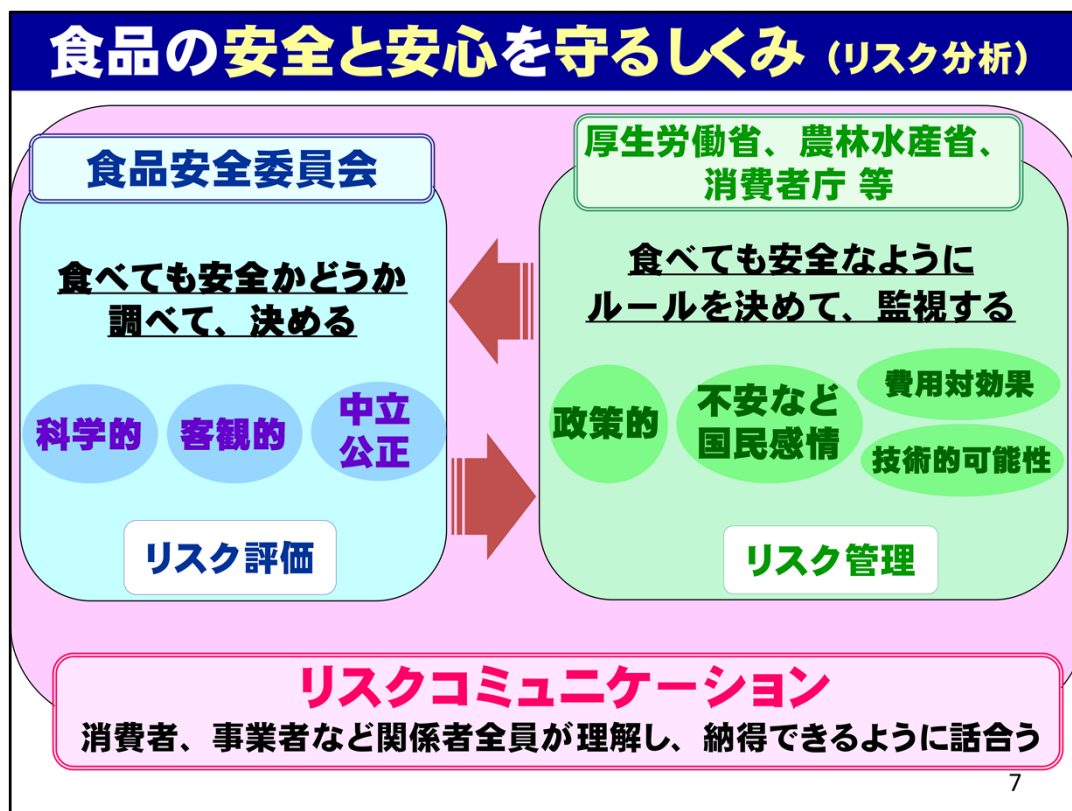 食品の安全と安心を守るしくみ（リスク分析）
食品安全委員会
食べても安全かどうか
調べて、決める
科学的
客観的
中立
公正
リスク評価
厚生労働省、農林水産省、
消費者庁 等
食べても安全なように
ルールを決めて、監視する
政策的
不安など
国民感情
費用対効果
技術的可能性
リスク管理
リスクコミュニケーション
消費者、事業者など関係者全員が理解し、納得できるように話合う
7